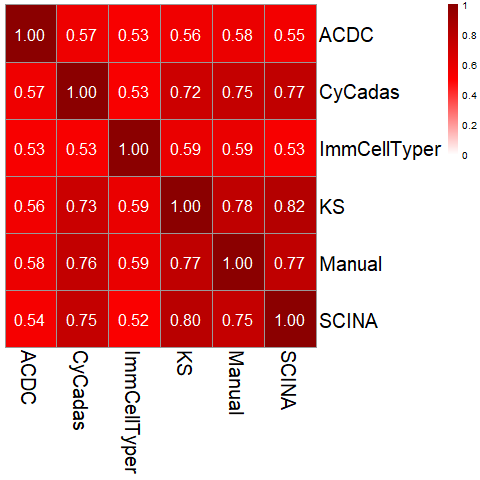 1.00 0.57 0.53 0.56 0.58 0.55 ACDC
0.57 1.00 0.53 0.72 0.75 0.77 CyCadas
0.53 0.53 1.00 0.59 0.59 0.53 ImmCellTyper
0.56 0.73 0.59 1.00 0.78 0.82 KS
0.58 0.76 0.59 0.77 1.00 0.77 Manual
0.54 0.75 0.52 0.80 0.75 1.00 SCINA
ACDC
CyCadas
ImmCellTyper
KS
Manual
SCINA
1
0.8
0.6
0.4
0.2
0